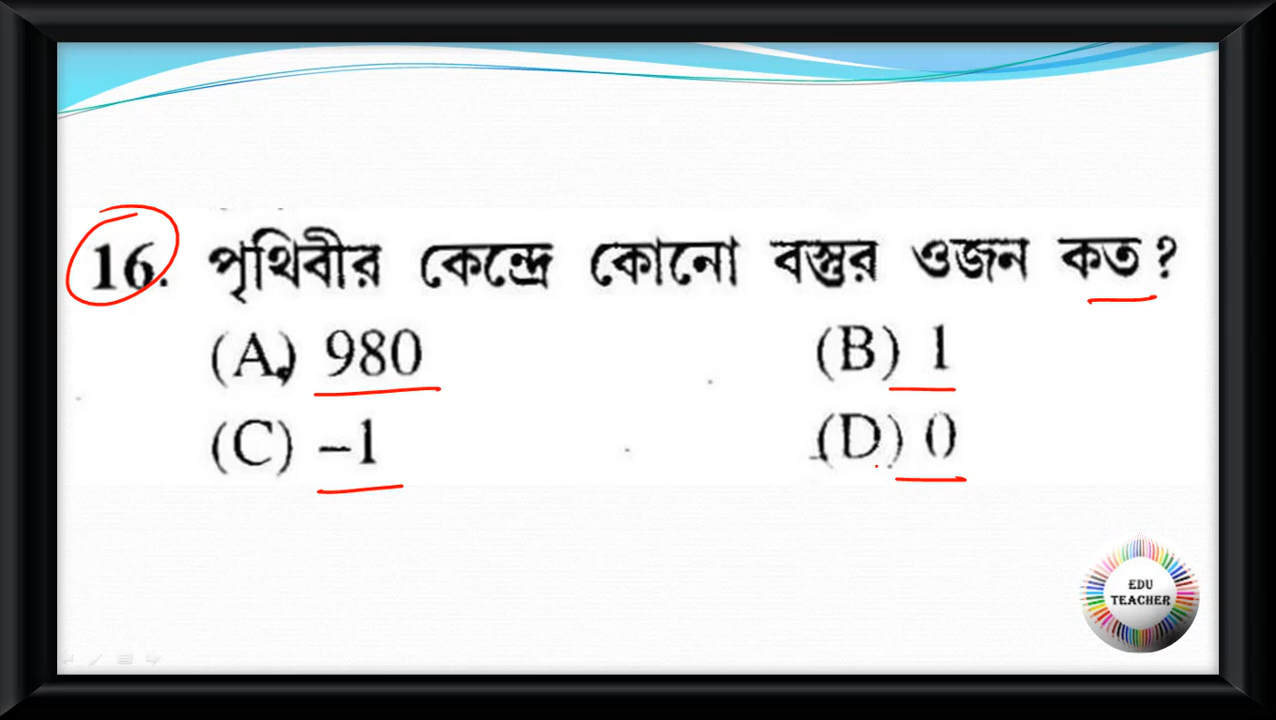 16. পৃথিবীর কেন্দ্রে কোনো বস্তুর ওজন কত?
(A) 980 (B) 1
(C) –1 (D) 0
EDU
TEACHER